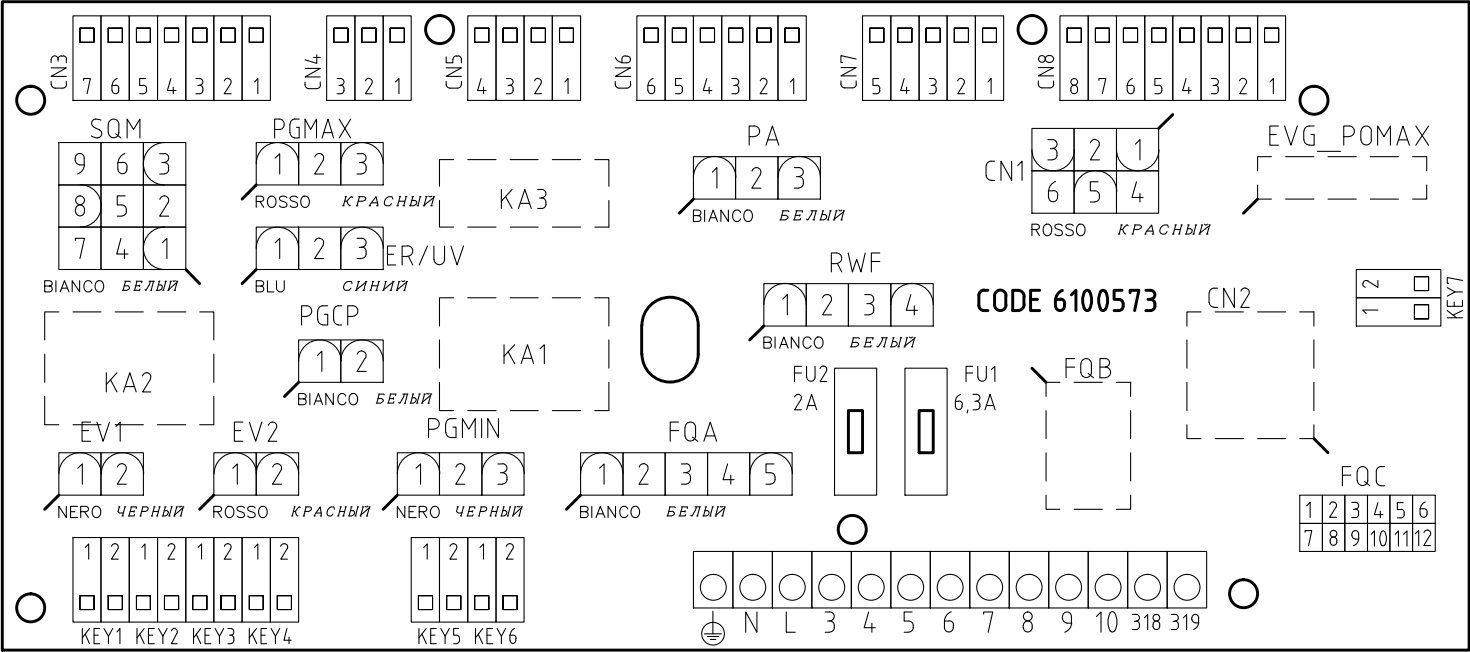 CN3
7 6 5 4 3 2 1
CN4
3 2 1
CN5
4 3 2 1
CN6
6 5 4 3 2 1
CN7
5 4 3 2 1
CN8
8 7 6 5 4 3 2 1
SQM
9 6 3
8 5 2
7 4 1
BIANCO БЕЛЫЙ
PGMAX
1 2 3
ROSSO КРАСНЫЙ
1 2 3
ER/UV
BLU СИНИЙ
KA3
PA
1 2 3
BIANCO БЕЛЫЙ
CN1
3 2 1
6 5 4
ROSSO КРАСНЫЙ
EVG_POMAX
KA2
PGCP
1 2
BIANCO БЕЛЫЙ
KA1
RWF
1 2 3 4
BIANCO БЕЛЫЙ
CODE 6100573
CN2
2
1
KEY7
FU2
2A
FU1
6,3A
FQB
EV1
1 2
NERO ЧЕРНЫЙ
EV2
1 2
ROSSO КРАСНЫЙ
PGMIN
1 2 3
NERO ЧЕРНЫЙ
FQA
1 2 3 4 5
BIANCO БЕЛЫЙ
FQC
1 2 3 4 5 6
7 8 9 10 11 12
1 2 1 2 1 2 1 2
KEY1 KEY2 KEY3 KEY4
1 2 1 2
KEY5 KEY6
N L 3 4 5 6 7 8 9 10 318 319